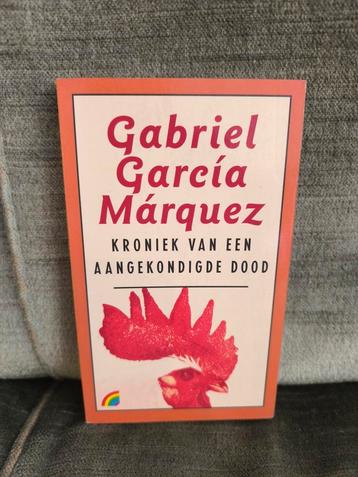 Gabriel
García
Márquez
KRONIEK VAN EEN
AANGEKONDIGDE DOOD